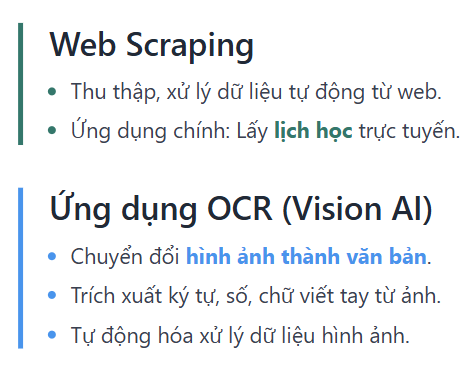 Web Scraping
Thu thập, xử lý dữ liệu tự động từ web.
Ứng dụng chính: Lấy lịch học trực tuyến.
Ứng dụng OCR (Vision AI)
Chuyển đổi hình ảnh thành văn bản.
Trích xuất ký tự, số, chữ viết tay từ ảnh.
Tự động hóa xử lý dữ liệu hình ảnh.